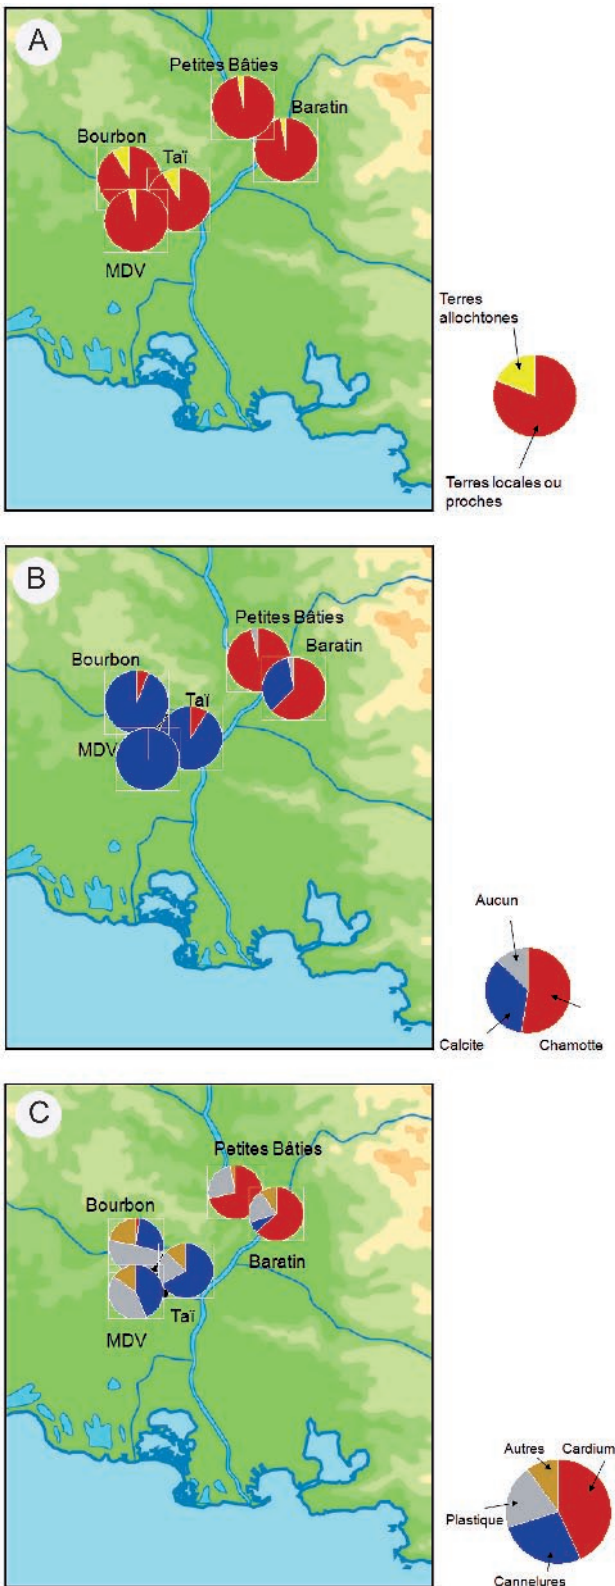 A
Petites Bâties
Baratin
Bourbon
Taï
MDV
Terres
allochtones
Terres locales ou
proches
B
Petites Bâties
Baratin
Bourbon
Taï
MDV
Aucun
Calcite
Chamotte
C
Petites Bâties
Bourbon
Baratin
Taï
MDV
Autres
Cardium
Plastique
Cannelures